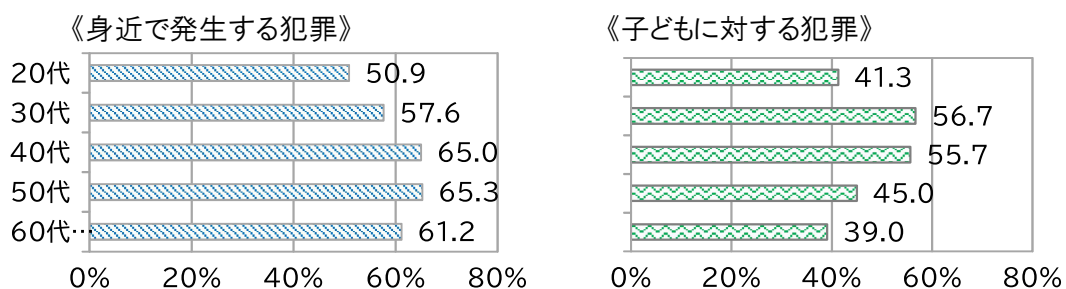 《身近で発生する犯罪》
20代 50.9
30代 57.6
40代 65.0
50代 65.3
60代… 61.2
0% 20% 40% 60% 80%
《子どもに対する犯罪》
41.3
56.7
55.7
45.0
39.0
0% 20% 40% 60% 80%